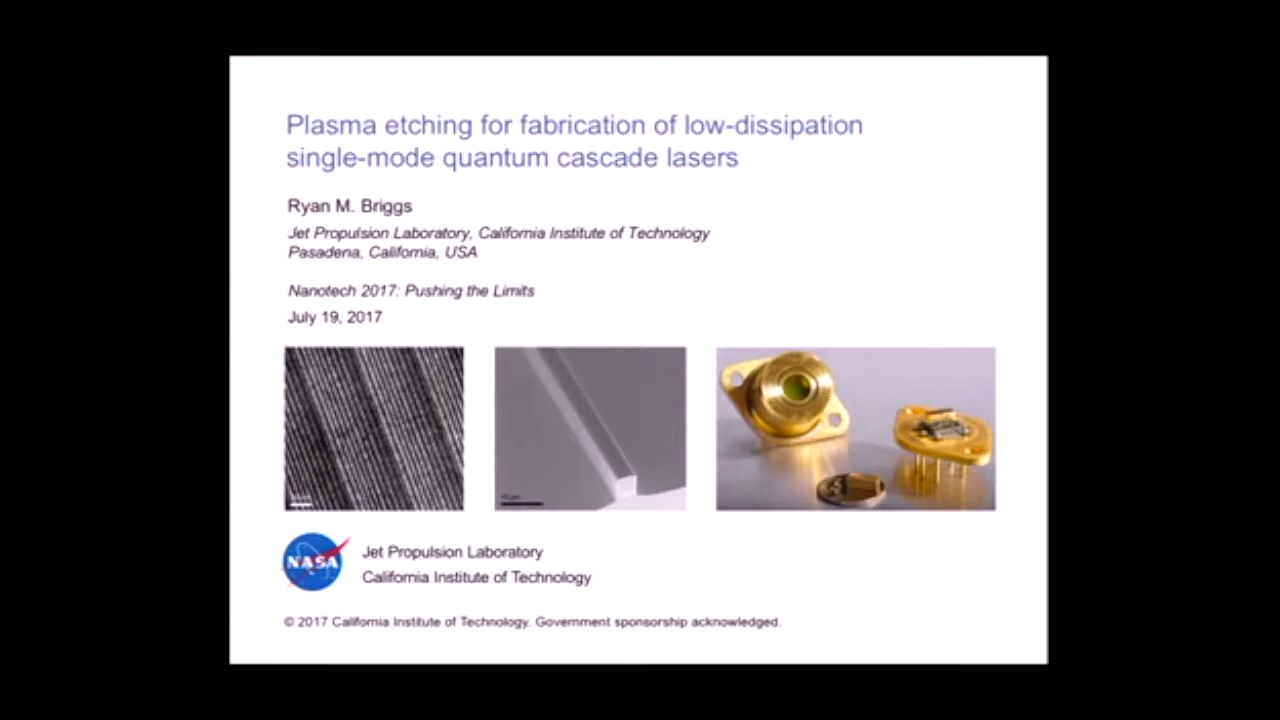 Plasma etching for fabrication of low-dissipation
single-mode quantum cascade lasers
Ryan M. Briggs
Jet Propulsion Laboratory, California Institute of Technology
Pasadena, California, USA
Nanotech 2017: Pushing the Limits
July 19, 2017
NASA
Jet Propulsion Laboratory
California Institute of Technology
© 2017 California Institute of Technology. Government sponsorship acknowledged.